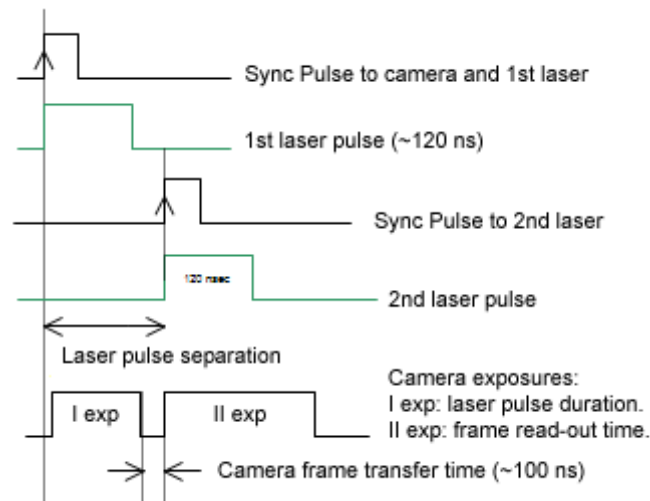 Sync Pulse to camera and 1st laser
1st laser pulse (~120 ns)
Sync Pulse to 2nd laser
120 nsec
2nd laser pulse
Laser pulse separation
Camera exposures:
I exp: laser pulse duration.
II exp: frame read-out time.
I exp
II exp
Camera frame transfer time (~100 ns)